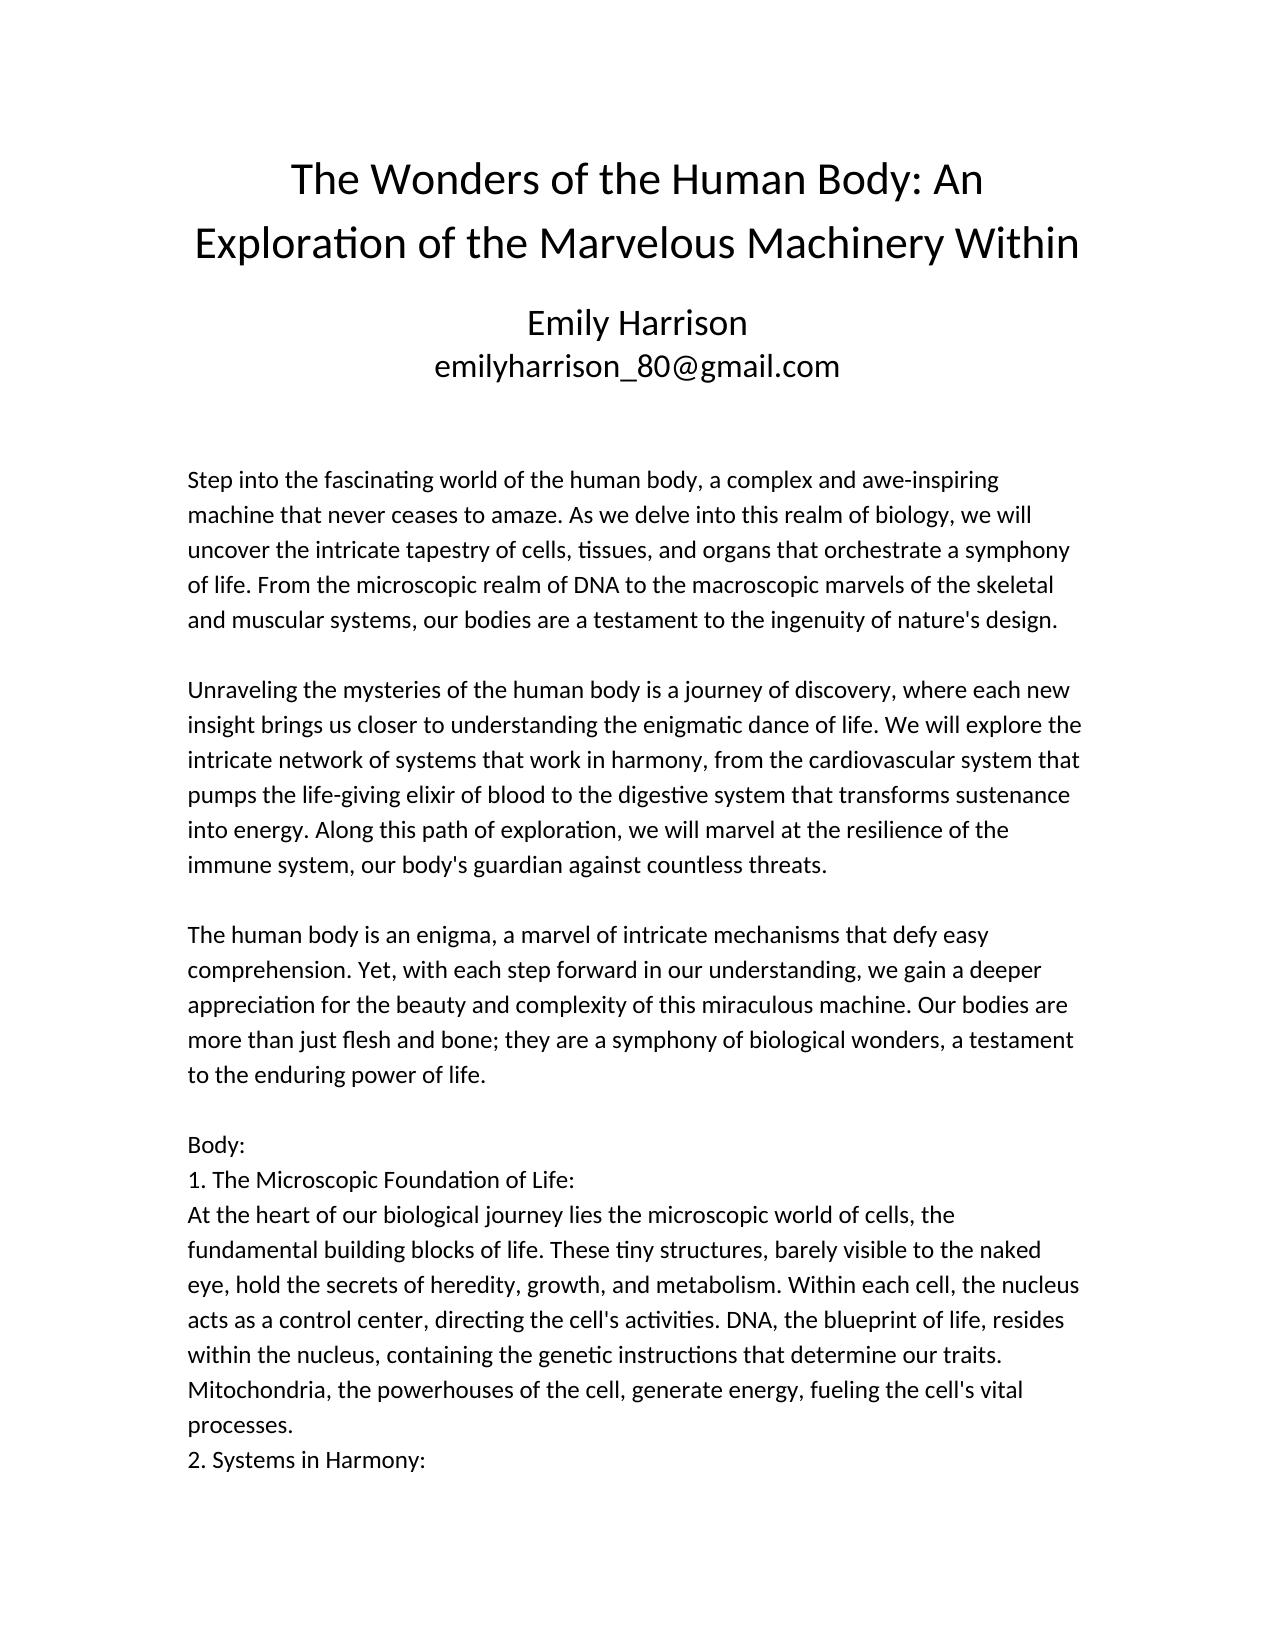 The Wonders of the Human Body: An
Exploration of the Marvelous Machinery Within
Emily Harrison
emilyharrison_80@gmail.com
Step into the fascinating world of the human body, a complex and awe-inspiring
machine that never ceases to amaze. As we delve into this realm of biology, we will
uncover the intricate tapestry of cells, tissues, and organs that orchestrate a symphony
of life. From the microscopic realm of DNA to the macroscopic marvels of the skeletal
and muscular systems, our bodies are a testament to the ingenuity of nature's design.
Unraveling the mysteries of the human body is a journey of discovery, where each new
insight brings us closer to understanding the enigmatic dance of life. We will explore the
intricate network of systems that work in harmony, from the cardiovascular system that
pumps the life-giving elixir of blood to the digestive system that transforms sustenance
into energy. Along this path of exploration, we will marvel at the resilience of the
immune system, our body's guardian against countless threats.
The human body is an enigma, a marvel of intricate mechanisms that defy easy
comprehension. Yet, with each step forward in our understanding, we gain a deeper
appreciation for the beauty and complexity of this miraculous machine. Our bodies are
more than just flesh and bone; they are a symphony of biological wonders, a testament
to the enduring power of life.
Body:
1. The Microscopic Foundation of Life:
At the heart of our biological journey lies the microscopic world of cells, the
fundamental building blocks of life. These tiny structures, barely visible to the naked
eye, hold the secrets of heredity, growth, and metabolism. Within each cell, the nucleus
acts as a control center, directing the cell's activities. DNA, the blueprint of life, resides
within the nucleus, containing the genetic instructions that determine our traits.
Mitochondria, the powerhouses of the cell, generate energy, fueling the cell's vital
processes.
2. Systems in Harmony: